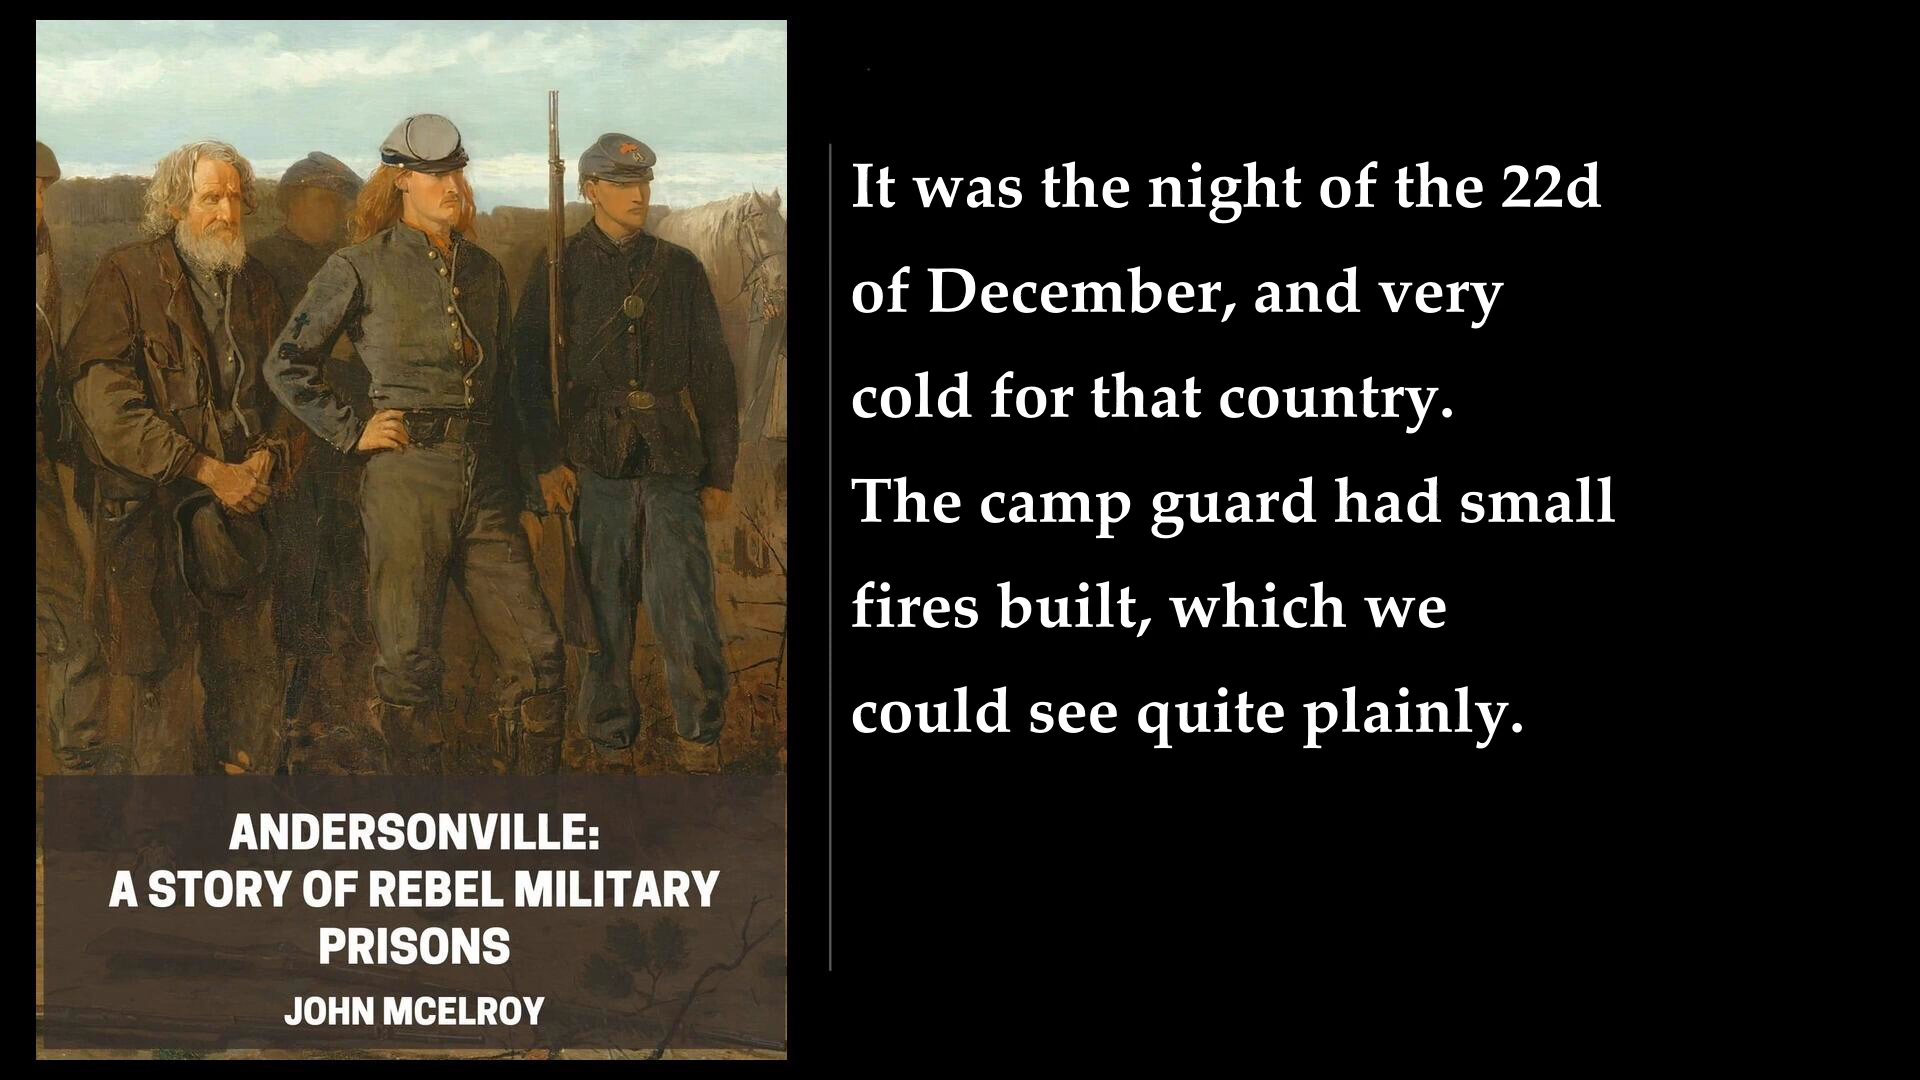 ANDERSONVILLE:
A STORY OF REBEL MILITARY
PRISONS
JOHN MCELROY
It was the night of the 22d
of December, and very
cold for that country.
The camp guard had small
fires built, which we
could see quite plainly.